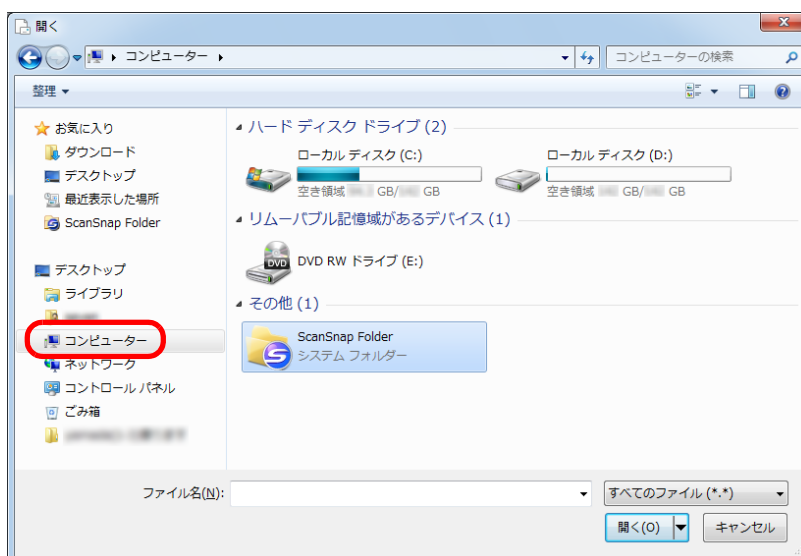 開く
コンピューター
コンピューターの検索
整理
お気に入り
ダウンロード
デスクトップ
最近表示した場所
ScanSnap Folder
デスクトップ
ライブラリ
コンピューター
ネットワーク
コントロール パネル
ごみ箱
ハード ディスク ドライブ (2)
ローカル ディスク (C:)
空き領域 GB/ GB
ローカル ディスク (D:)
空き領域 GB/ GB
リムーバブル記憶域があるデバイス (1)
DVD
DVD RW ドライブ (E:)
その他 (1)
ScanSnap Folder
システム フォルダー
ファイル名(N):
すべてのファイル (*.*)
開く(O)
キャンセル